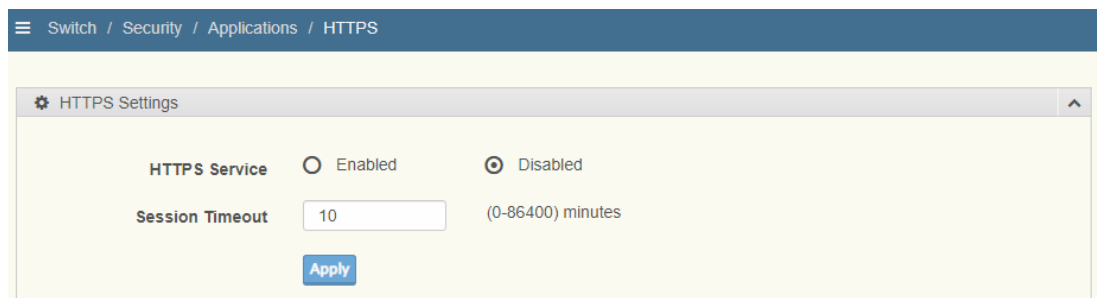 Switch / Security / Applications / HTTPS
HTTPS Settings
HTTPS Service Enabled Disabled
Session Timeout 10 (0-86400) minutes
Apply